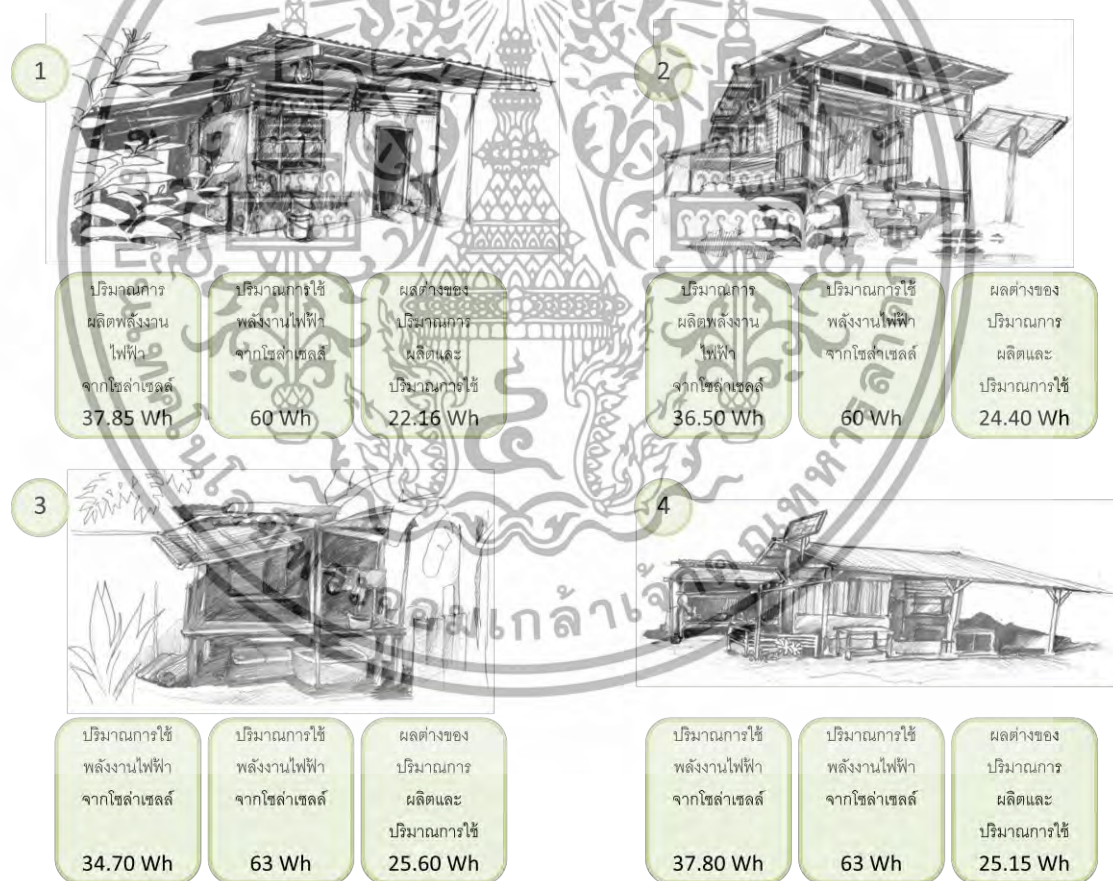 1
2
ปริมาณการ
ผลิตพลังงาน
ไฟฟ้า
จากโซล่าเซลล์
37.85 Wh
ปริมาณการใช้
พลังงานไฟฟ้า
จากโซล่าเซลล์
60 Wh
ผลต่างของ
ปริมาณการ
ผลิตและ
ปริมาณการใช้
22.16 Wh
ปริมาณการ
ผลิตพลังงาน
ไฟฟ้า
จากโซล่าเซลล์
36.50 Wh
ปริมาณการใช้
พลังงานไฟฟ้า
จากโซล่าเซลล์
60 Wh
ผลต่างของ
ปริมาณการ
ผลิตและ
ปริมาณการใช้
24.40 Wh
3
4
ปริมาณการใช้
พลังงานไฟฟ้า
จากโซล่าเซลล์
34.70 Wh
ปริมาณการใช้
พลังงานไฟฟ้า
จากโซล่าเซลล์
63 Wh
ผลต่างของ
ปริมาณการ
ผลิตและ
ปริมาณการใช้
25.60 Wh
ปริมาณการใช้
พลังงานไฟฟ้า
จากโซล่าเซลล์
37.80 Wh
ปริมาณการใช้
พลังงานไฟฟ้า
จากโซล่าเซลล์
63 Wh
ผลต่างของ
ปริมาณการ
ผลิตและ
ปริมาณการใช้
25.15 Wh